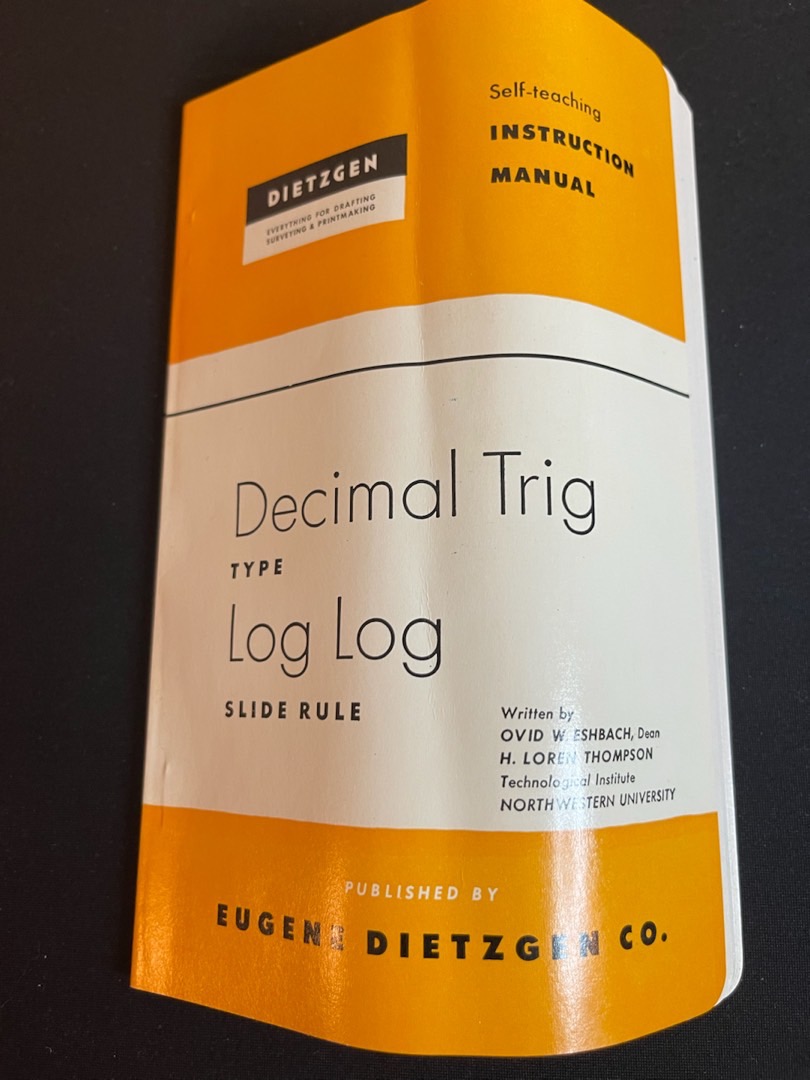 Self-teaching
INSTRUCTION
MANUAL
DIETZGEN
EVERYTHING FOR DRAFTING
SURVEYING & PRINTMAKING
Decimal Trig
TYPE
Log Log
SLIDE RULE
Written by
OVID W. ESHBACH, Dean
H. LOREN THOMPSON
Technological Institute
NORTHWESTERN UNIVERSITY
PUBLISHED BY
EUGENE DIETZGEN CO.